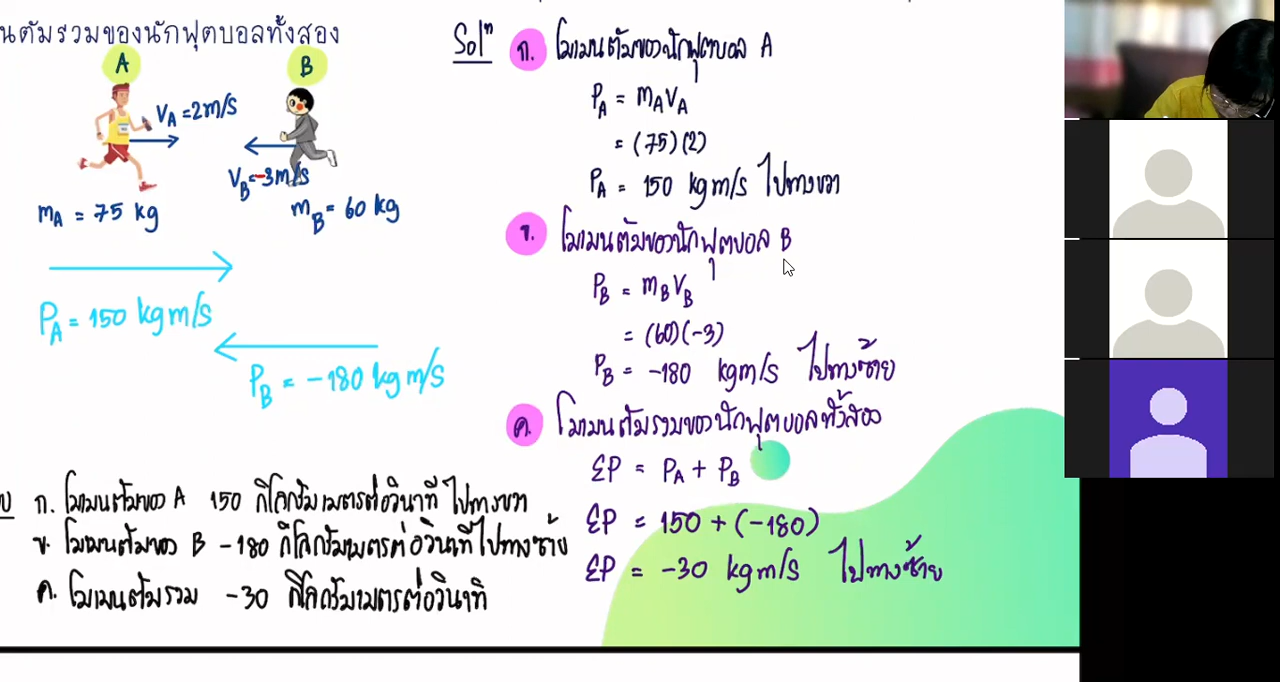 นตัมรวมของนักฟุตบอลทั้งสอง
A
B
V_A = 2 m/s
V_B = -3 m/s
m_A = 75 kg
m_B = 60 kg
P_A = 150 kg m/s
P_B = -180 kg m/s
ก. โมเมนตัมของ A 150 กิโลกรัมเมตรต่อวินาที ไปทางขวา
ข. โมเมนตัมของ B -180 กิโลกรัมเมตรต่อวินาที ไปทางซ้าย
ค. โมเมนตัมรวม -30 กิโลกรัมเมตรต่อวินาที
Solⁿ
ก. โมเมนตัมของนักฟุตบอล A
P_A = m_A V_A
= (75)(2)
P_A = 150 kg m/s ไปทางขวา
ข. โมเมนตัมของนักฟุตบอล B
P_B = m_B V_B
= (60)(-3)
P_B = -180 kg m/s ไปทางซ้าย
ค. โมเมนตัมรวมของนักฟุตบอลทั้งสอง
ΣP = P_A + P_B
ΣP = 150 + (-180)
ΣP = -30 kg m/s ไปทางซ้าย